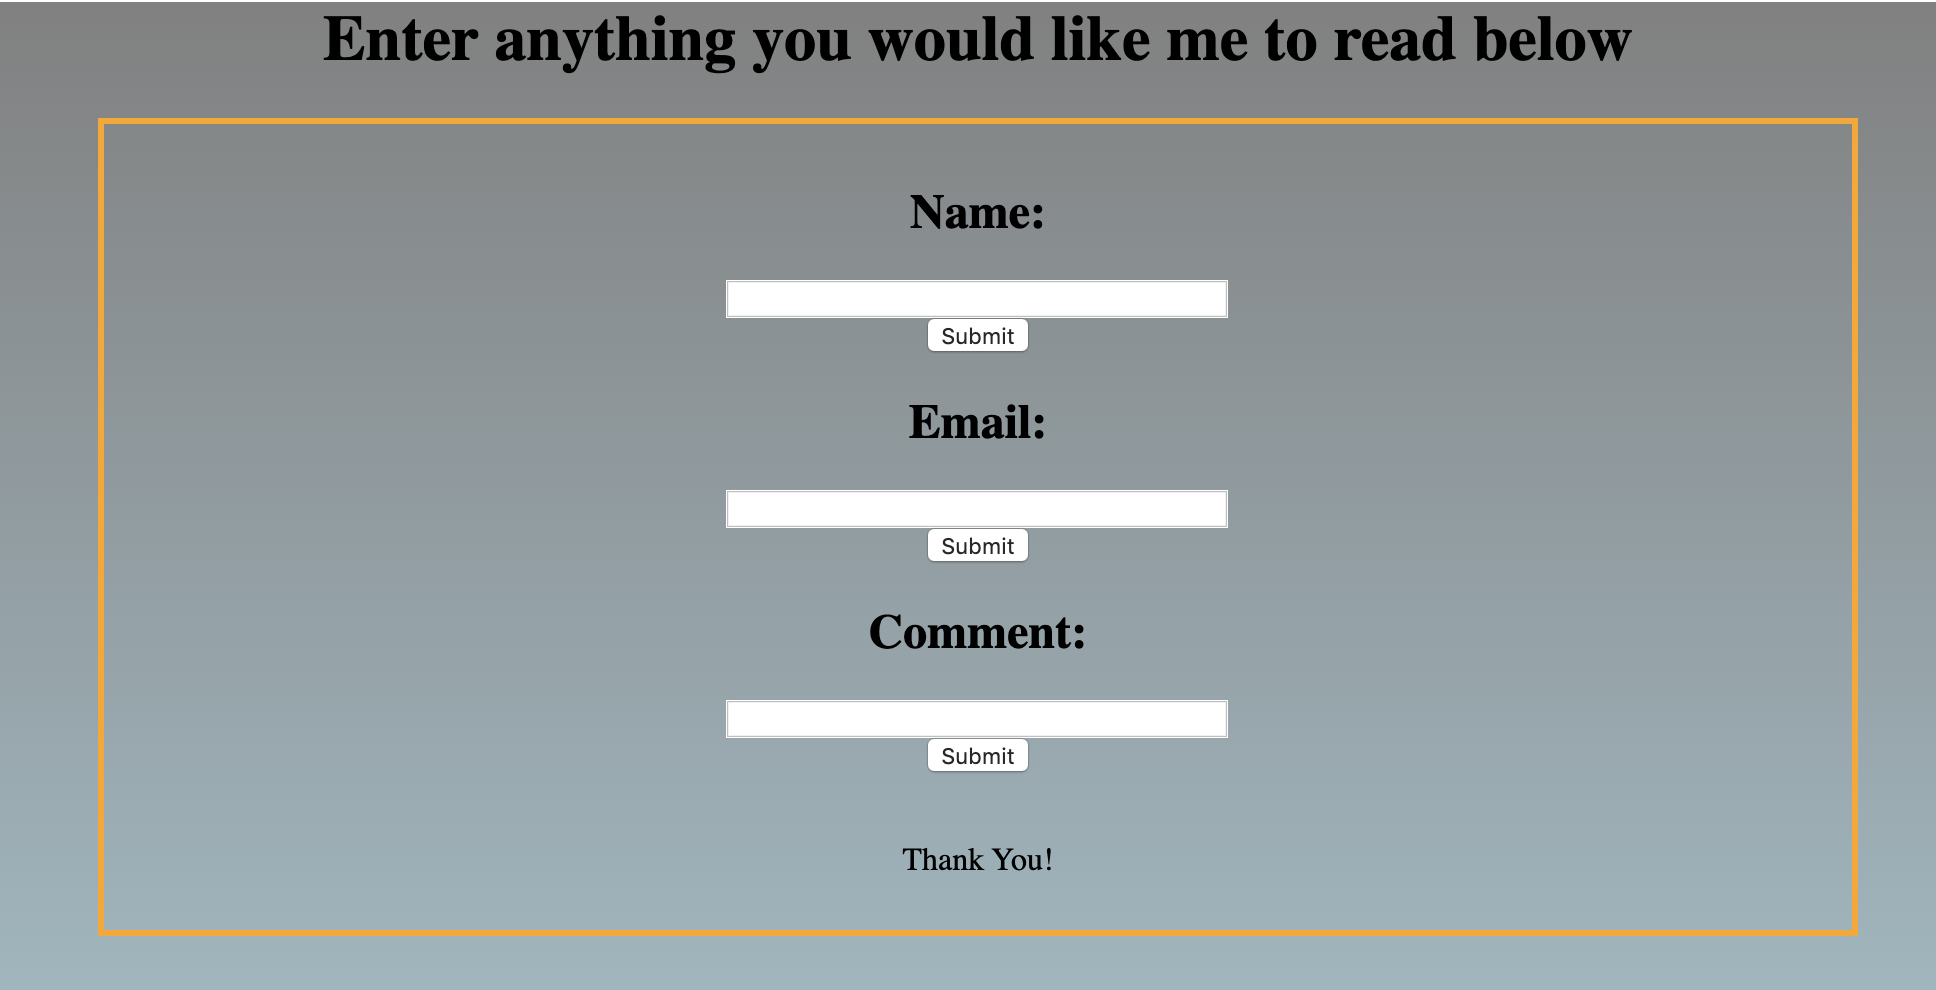 Enter anything you would like me to read below
Name:
Submit
Email:
Submit
Comment:
Submit
Thank You!